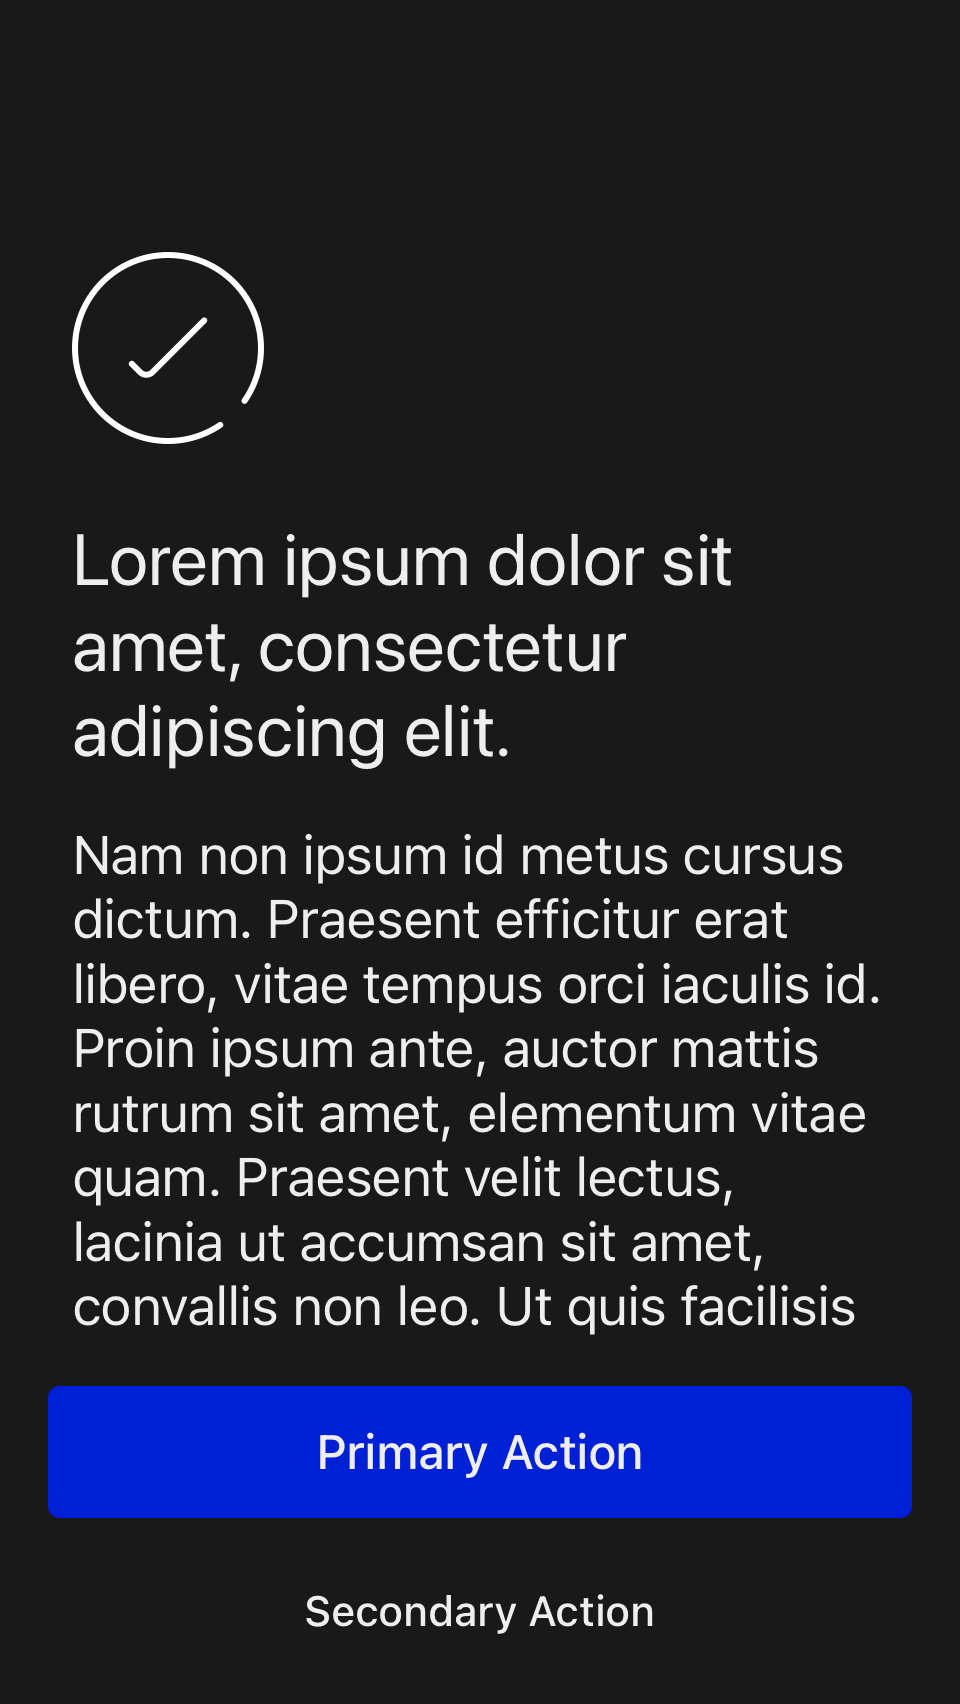 Lorem ipsum dolor sit
amet, consectetur
adipiscing elit.
Nam non ipsum id metus cursus
dictum. Praesent efficitur erat
libero, vitae tempus orci iaculis id.
Proin ipsum ante, auctor mattis
rutrum sit amet, elementum vitae
quam. Praesent velit lectus,
lacinia ut accumsan sit amet,
convallis non leo. Ut quis facilisis
Primary Action
Secondary Action